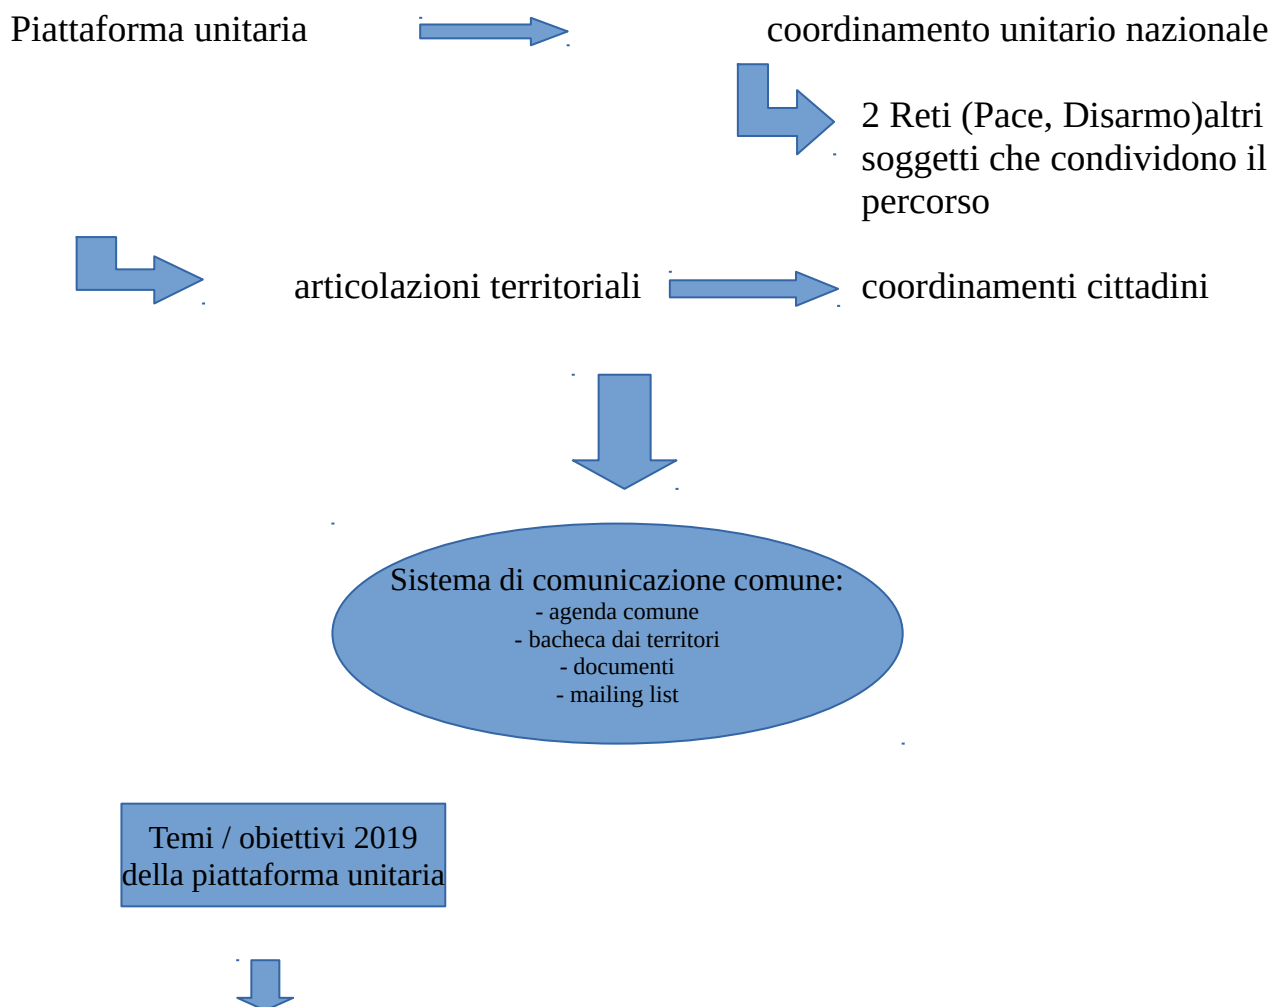 Piattaforma unitaria
coordinamento unitario nazionale
2 Reti (Pace, Disarmo)altri
soggetti che condividono il
percorso
articolazioni territoriali
coordinamenti cittadini
Sistema di comunicazione comune:
- agenda comune
- bacheca dai territori
- documenti
- mailing list
Temi / obiettivi 2019
della piattaforma unitaria